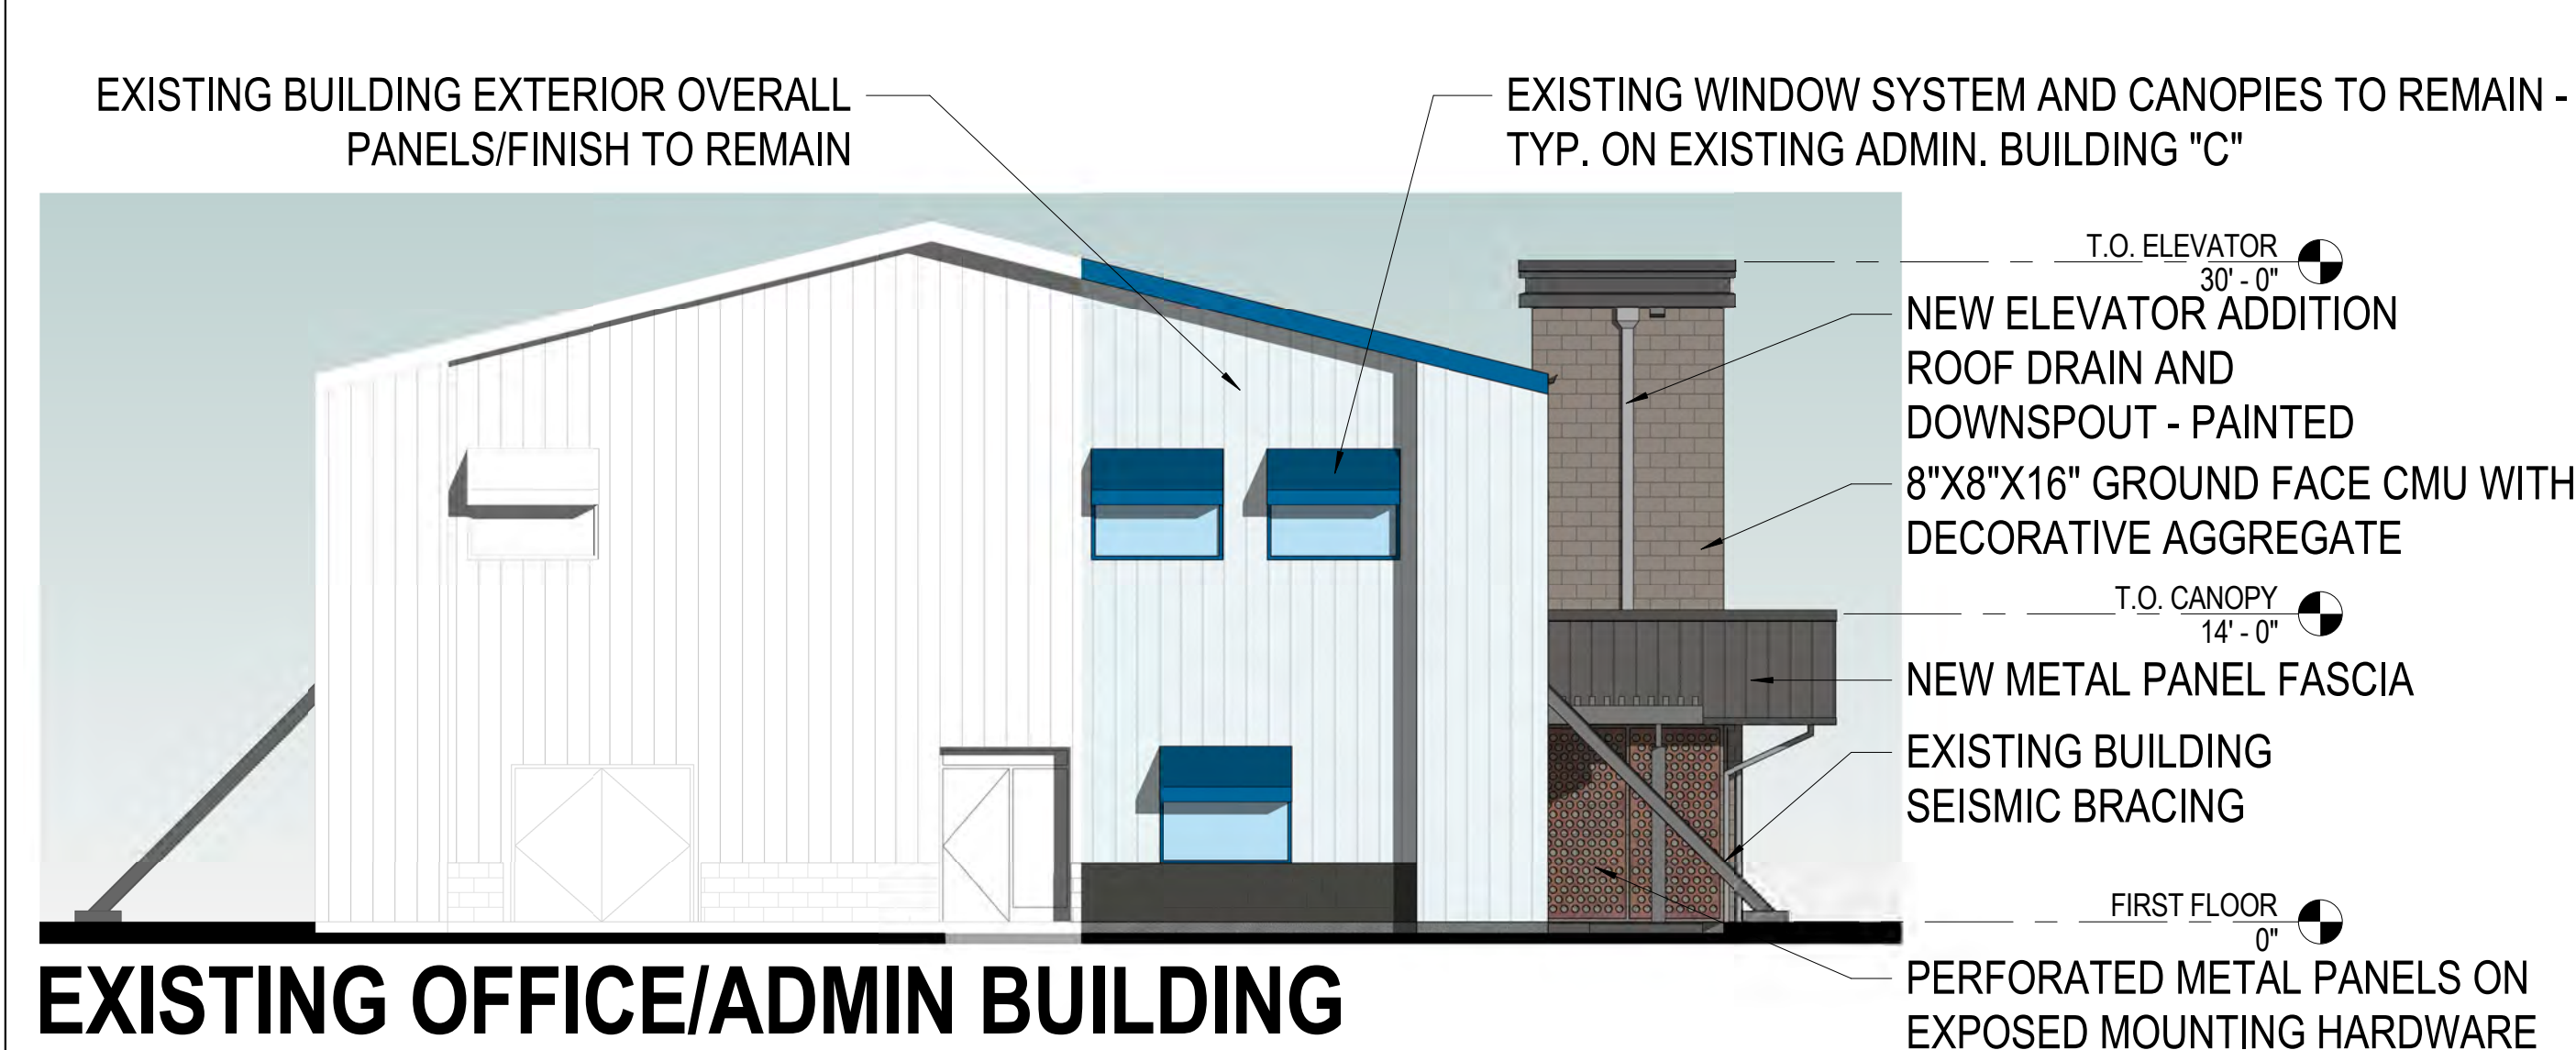 EXISTING BUILDING EXTERIOR OVERALL
PANELS/FINISH TO REMAIN
EXISTING WINDOW SYSTEM AND CANOPIES TO REMAIN -
TYP. ON EXISTING ADMIN. BUILDING "C"
T.O. ELEVATOR
30' - 0"
NEW ELEVATOR ADDITION
ROOF DRAIN AND
DOWNSPOUT - PAINTED
8"X8"X16" GROUND FACE CMU WITH
DECORATIVE AGGREGATE
T.O. CANOPY
14' - 0"
NEW METAL PANEL FASCIA
EXISTING BUILDING
SEISMIC BRACING
FIRST FLOOR
0"
PERFORATED METAL PANELS ON
EXPOSED MOUNTING HARDWARE
EXISTING OFFICE/ADMIN BUILDING